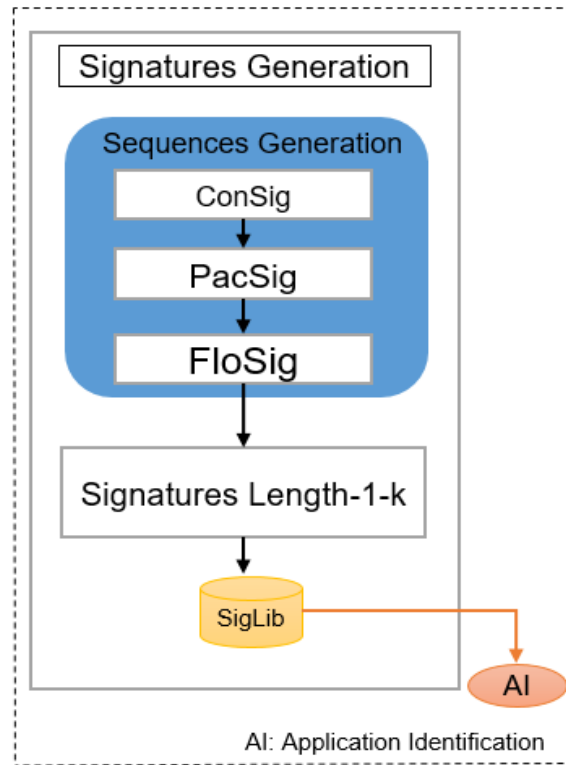 Signatures Generation
Sequences Generation
ConSig
PacSig
FloSig
Signatures Length-1-k
SigLib
AI
AI: Application Identification